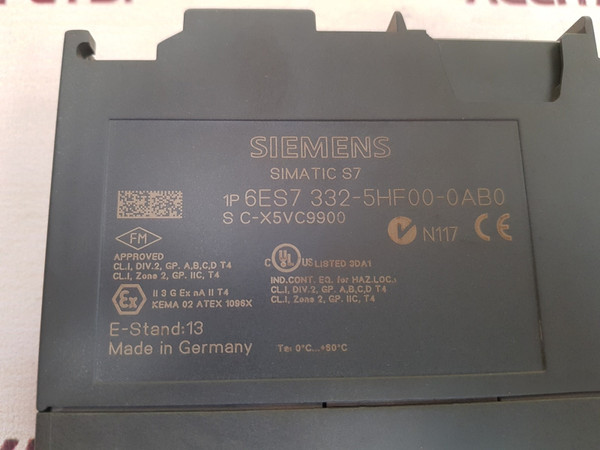 SIEMENS
SIMATIC S7
1P 6ES7 332-5HF00-0AB0
S C-X5VC9900
FM
APPROVED
CL.I, DIV.2, GP. A,B,C,D T4
CL.I, Zone 2, GP. IIC, T4
C UL US LISTED 3DA1
IND.CONT. EQ. for HAZ.LOC.:
CL.I, DIV.2, GP. A,B,C,D T4
CL.I, Zone 2, GP. IIC, T4
N117
Ex
II 3 G Ex nA II T4
KEMA 02 ATEX 1096X
E-Stand:13
Made in Germany
Ta: 0°C...+60°C